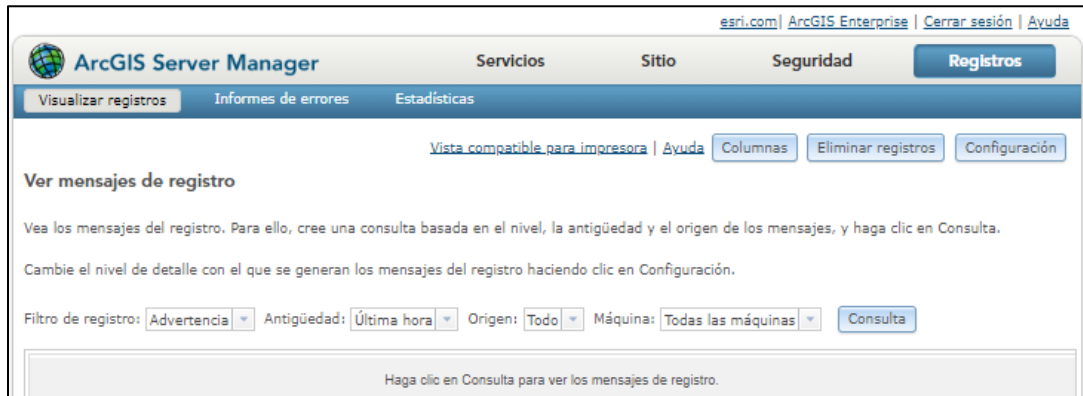 esri.com| ArcGIS Enterprise | Cerrar sesión | Ayuda
ArcGIS Server Manager Servicios Sitio Seguridad Registros
Visualizar registros Informes de errores Estadísticas
Vista compatible para impresora | Ayuda Columnas Eliminar registros Configuración
Ver mensajes de registro
Vea los mensajes del registro. Para ello, cree una consulta basada en el nivel, la antigüedad y el origen de los mensajes, y haga clic en Consulta.
Cambie el nivel de detalle con el que se generan los mensajes del registro haciendo clic en Configuración.
Filtro de registro: Advertencia Antigüedad: Última hora Origen: Todo Máquina: Todas las máquinas Consulta
Haga clic en Consulta para ver los mensajes de registro.